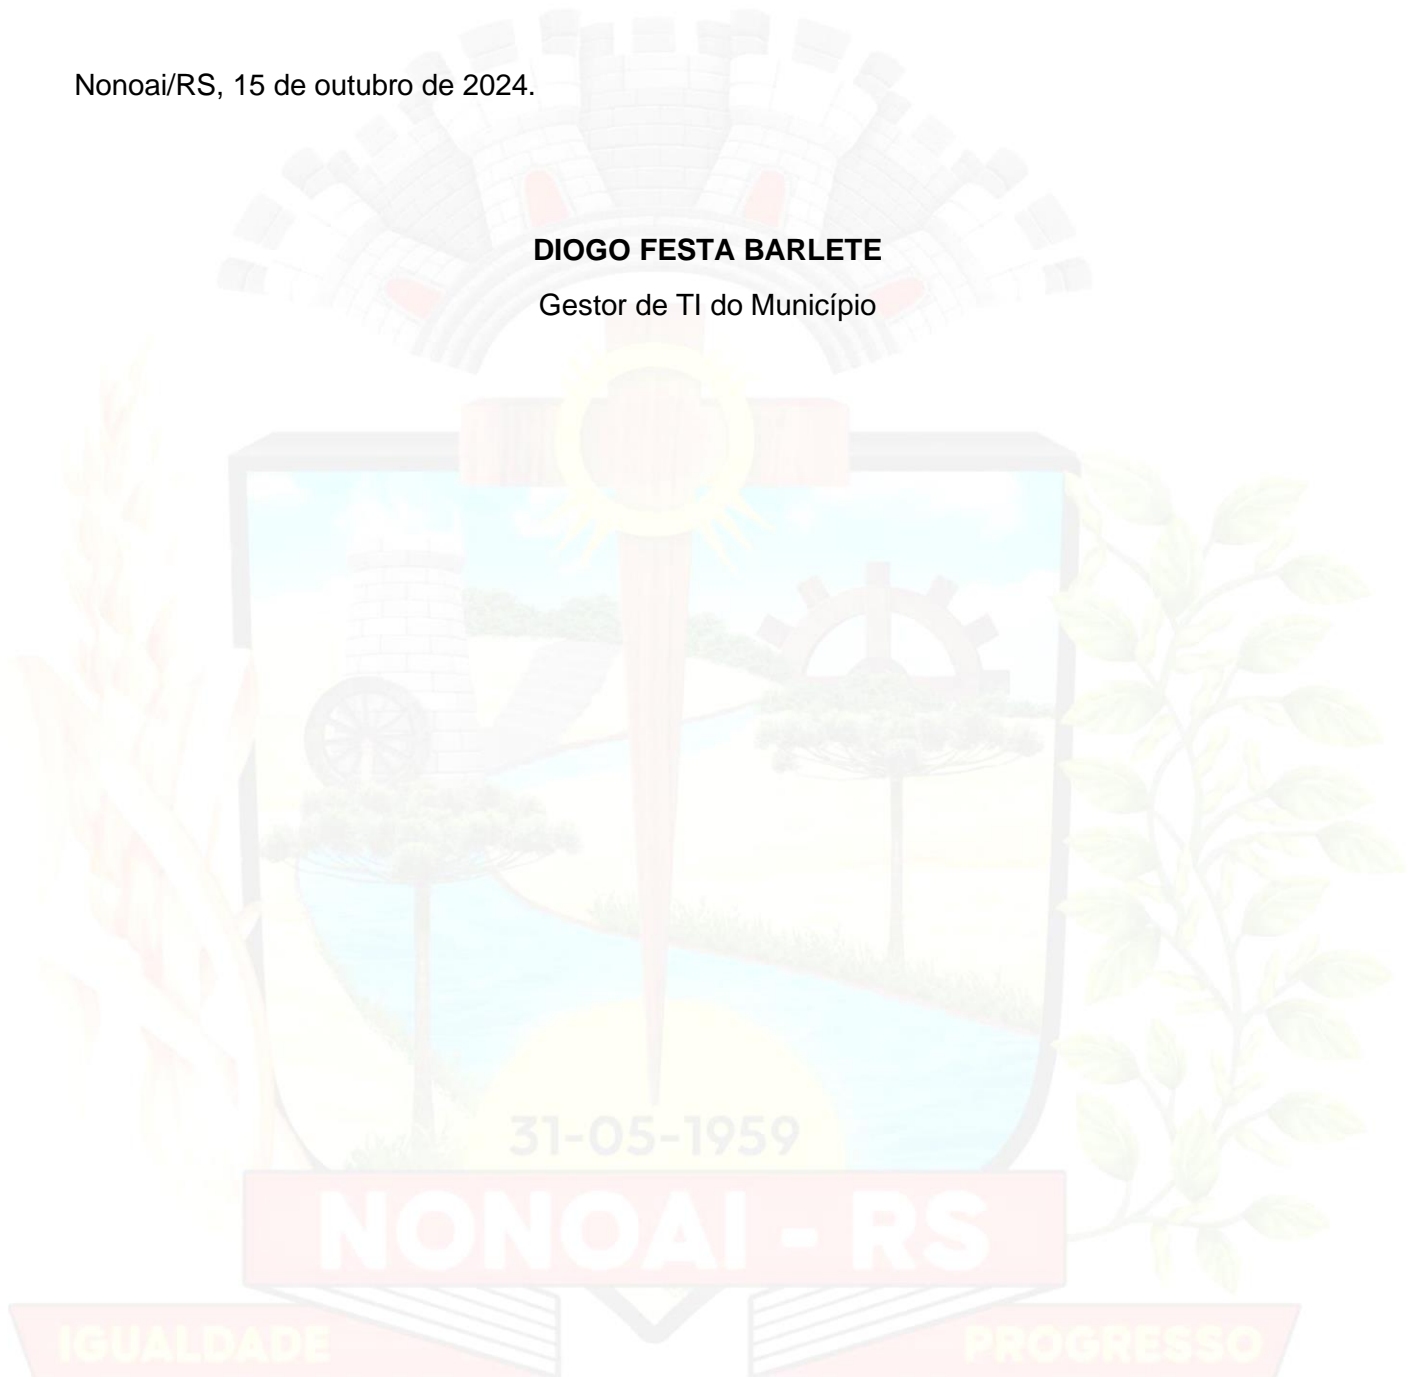 Nonoai/RS, 15 de outubro de 2024.
DIOGO FESTA BARLETE
Gestor de TI do Município
31-05-1959
NONOAI - RS
IGUALDADE
PROGRESSO